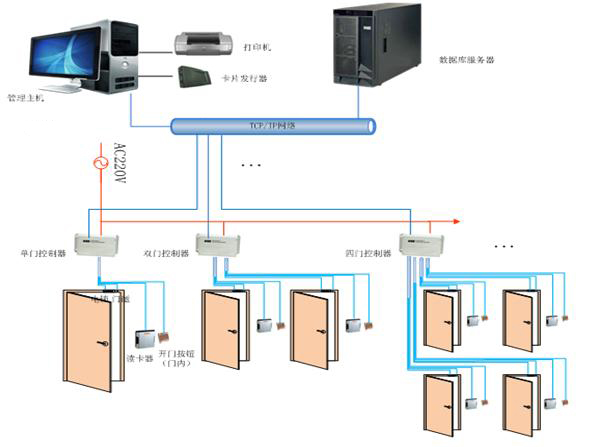 打印机
卡片发行器
管理主机
数据库服务器
TCP/IP网络
AC220V
...
单门控制器
双门控制器
四门控制器
...
电锁 门磁
读卡器
开门按钮
(门内)